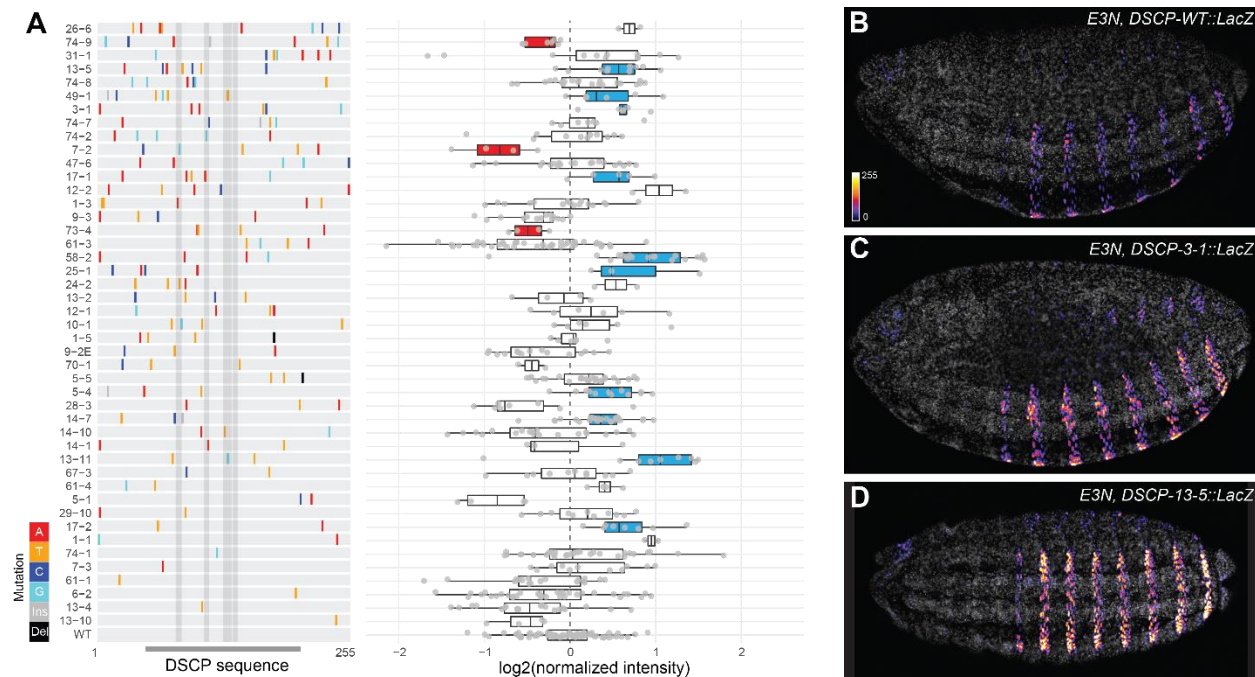 A
26-6
74-9
31-1
13-5
74-8
49-1
3-1
74-7
74-2
7-2
47-6
17-1
12-2
1-3
9-3
73-4
61-3
58-2
25-1
24-2
13-2
12-1
10-1
1-5
9-2E
70-1
5-5
5-4
28-3
14-7
14-10
14-1
13-11
67-3
61-4
5-1
29-10
17-2
1-1
74-1
7-3
61-1
6-2
13-4
13-10
WT
Mutation
A
T
C
G
Ins
Del
1
DSCP sequence
255
−2
−1
0
1
2
log2(normalized intensity)
B
E3N, DSCP-WT::LacZ
255
0
C
E3N, DSCP-3-1::LacZ
D
E3N, DSCP-13-5::LacZ